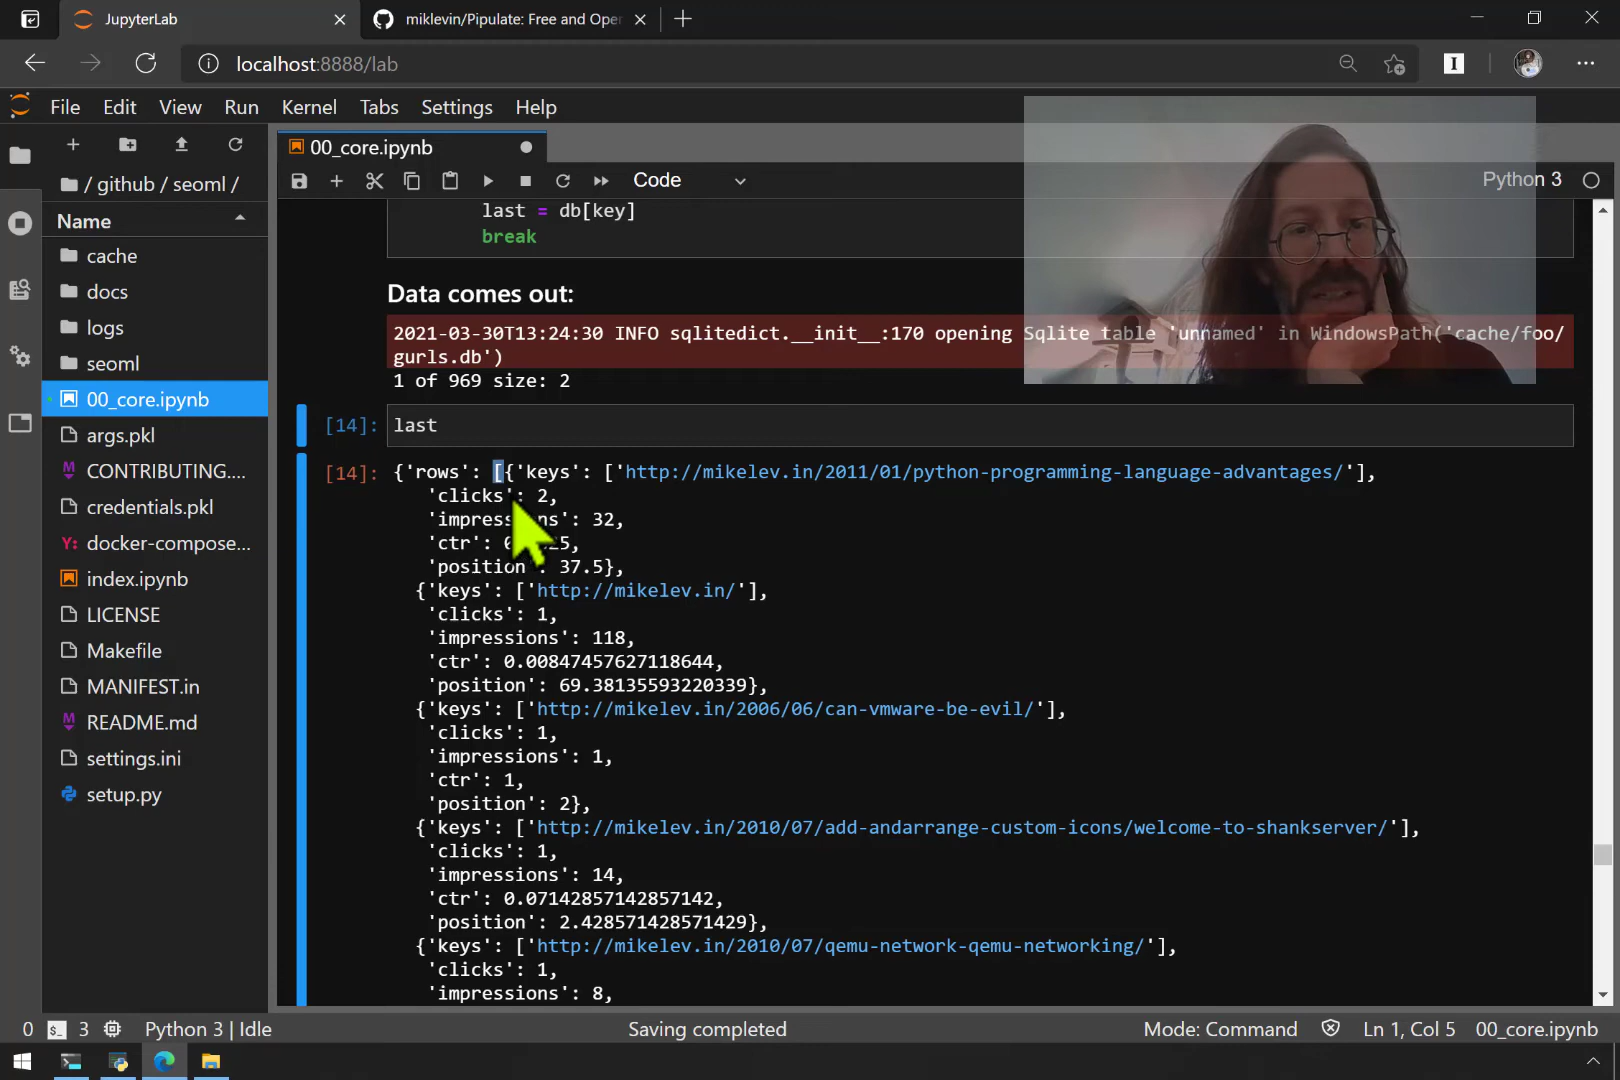 JupyterLab
miklevin/Pipulate: Free and Oper
localhost:8888/lab
File Edit View Run Kernel Tabs Settings Help
00_core.ipynb
/ github / seoml /
Code
Python 3
Name
cache
docs
logs
seoml
00_core.ipynb
args.pkl
CONTRIBUTING....
credentials.pkl
docker-compose...
index.ipynb
LICENSE
Makefile
MANIFEST.in
README.md
settings.ini
setup.py
last = db[key]
break
Data comes out:
2021-03-30T13:24:30 INFO sqlitedict.__init__:170 opening Sqlite table 'unnamed' in WindowsPath('cache/foo/
gurls.db')
1 of 969 size: 2
[14]: last
[14]: {'rows': [{'keys': ['http://mikelev.in/2011/01/python-programming-language-advantages/'],
'clicks': 2,
'impressions': 32,
'ctr':
'position': 37.5},
{'keys': ['http://mikelev.in/'],
'clicks': 1,
'impressions': 118,
'ctr': 0.00847457627118644,
'position': 69.38135593220339},
{'keys': ['http://mikelev.in/2006/06/can-vmware-be-evil/'],
'clicks': 1,
'impressions': 1,
'ctr': 1,
'position': 2},
{'keys': ['http://mikelev.in/2010/07/add-andarrange-custom-icons/welcome-to-shankserver/'],
'clicks': 1,
'impressions': 14,
'ctr': 0.07142857142857142,
'position': 2.428571428571429},
{'keys': ['http://mikelev.in/2010/07/qemu-network-qemu-networking/'],
'clicks': 1,
'impressions': 8,
0 3 Python 3 | Idle
Saving completed
Mode: Command Ln 1, Col 5 00_core.ipynb